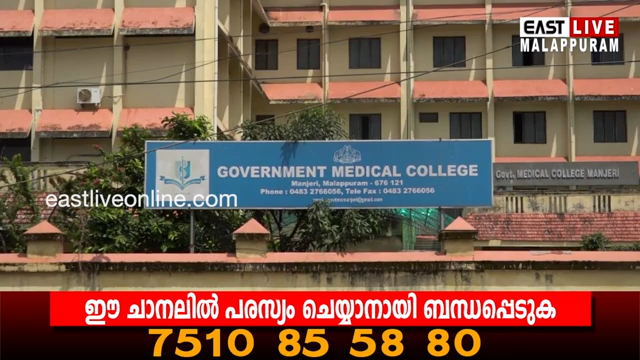 EAST LIVE
MALAPPURAM
GOVERNMENT MEDICAL COLLEGE
Manjeri, Malappuram - 676 121
Phone : 0483 2766056, Tele Fax : 0483 2766056
Govt. MEDICAL COLLEGE MANJERI
eastliveonline.com
ഈ ചാനലിൽ പരസ്യം ചെയ്യാനായി ബന്ധപ്പെടുക
7510 85 58 80